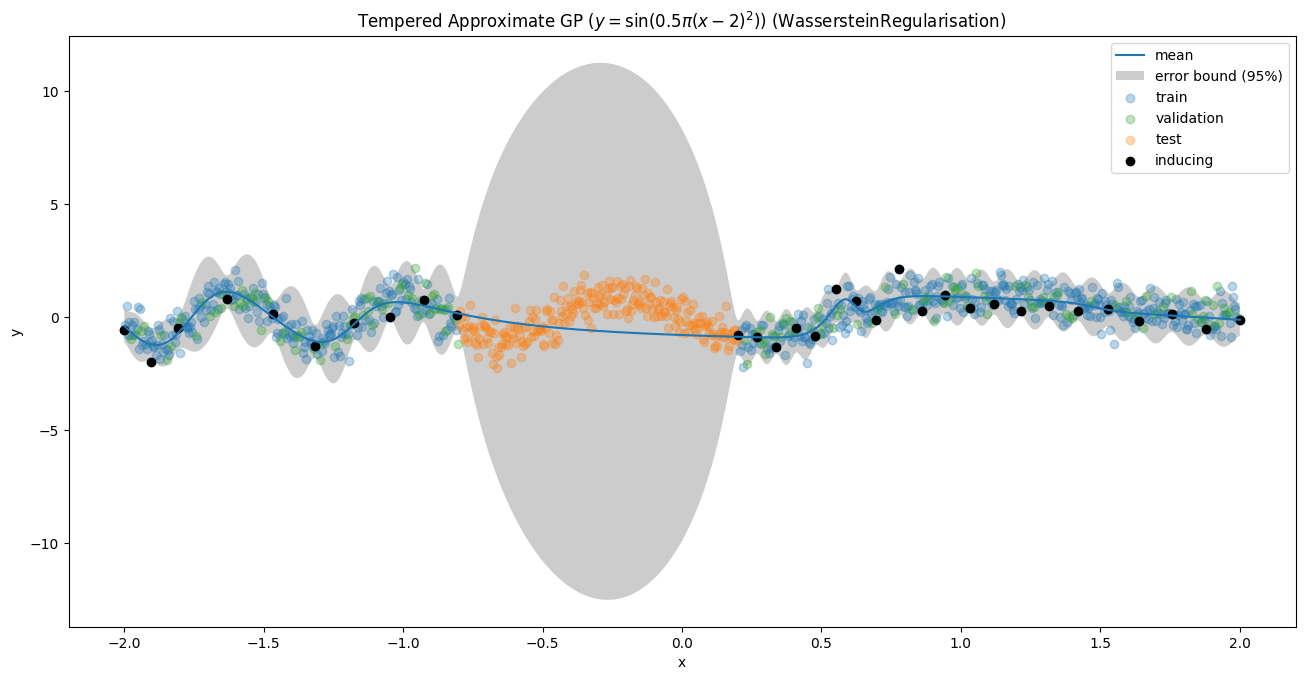 Tempered Approximate GP ($y = \sin(0.5\pi(x-2)^2)$) (WassersteinRegularisation)
mean
error bound (95%)
train
validation
test
inducing
10
5
0
−5
−10
y
−2.0 −1.5 −1.0 −0.5 0.0 0.5 1.0 1.5 2.0
x